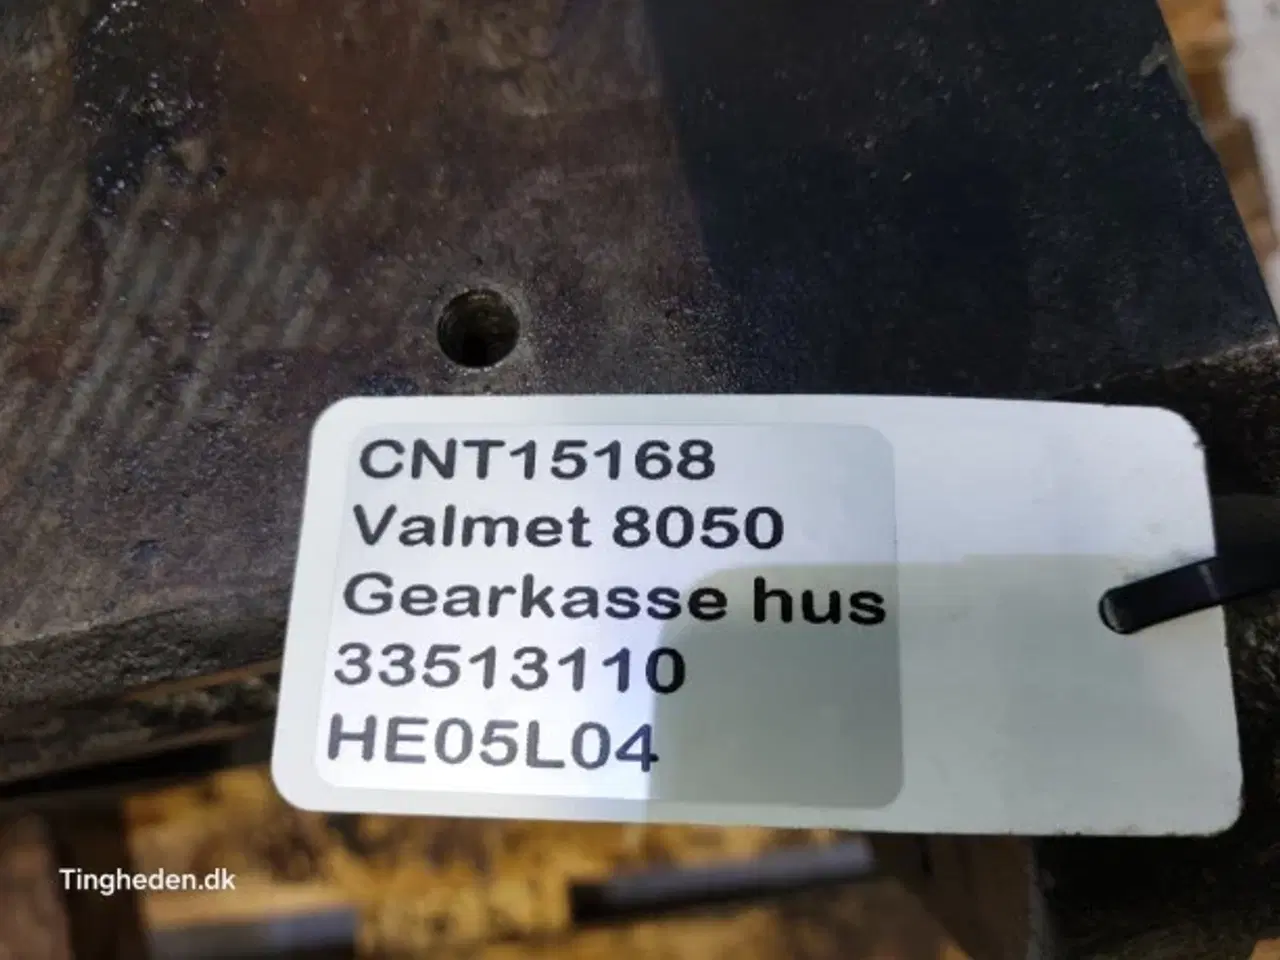 CNT15168
Valmet 8050
Gearkasse hus
33513110
HE05L04
Tingheden.dk